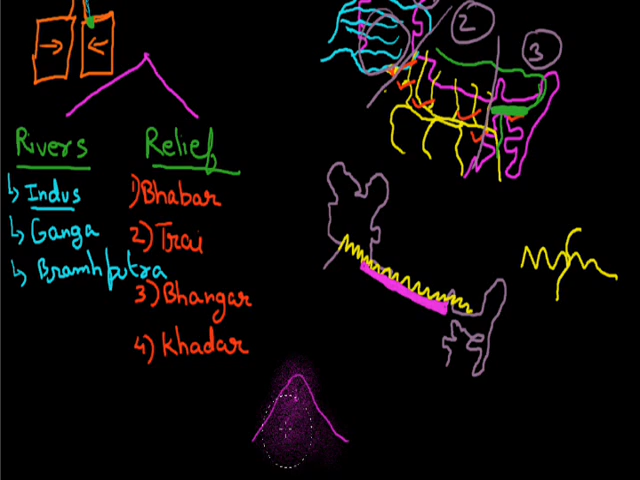 2
3
Rivers
Relief
Indus
Ganga
Bramhputra
1) Bhabar
2) Trai
3) Bhangar
4) Khadar